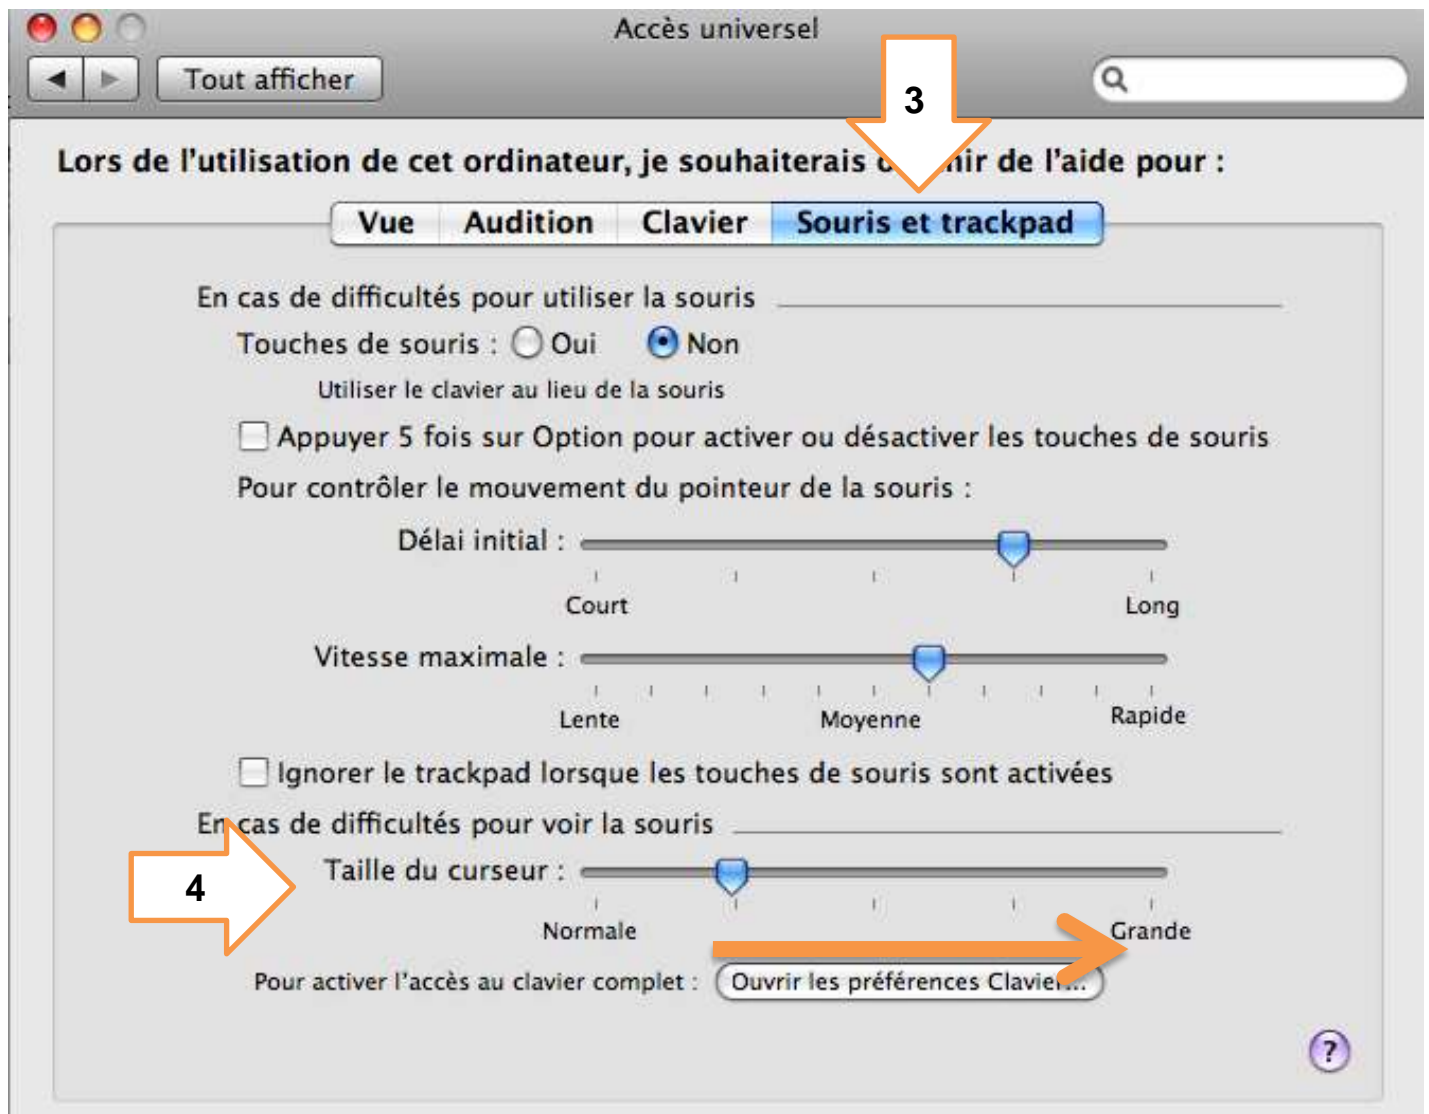 Accès universel
Tout afficher
3
Lors de l'utilisation de cet ordinateur, je souhaiterais de l'aide pour :
Vue Audition Clavier Souris et trackpad
En cas de difficultés pour utiliser la souris
Touches de souris : Oui Non
Utiliser le clavier au lieu de la souris
Appuyer 5 fois sur Option pour activer ou désactiver les touches de souris
Pour contrôler le mouvement du pointeur de la souris :
Délai initial :
Court Long
Vitesse maximale :
Lente Moyenne Rapide
Ignorer le trackpad lorsque les touches de souris sont activées
En cas de difficultés pour voir la souris
4
Taille du curseur :
Normale Grande
Pour activer l'accès au clavier complet : Ouvrir les préférences Clavier...
?